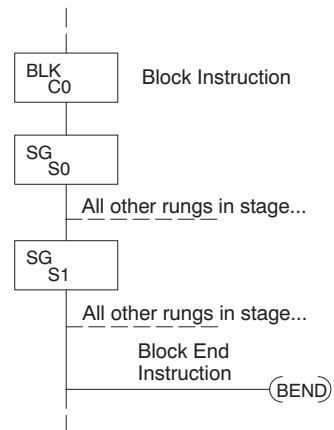 BLK
C0
Block Instruction
SG
S0
All other rungs in stage...
SG
S1
All other rungs in stage...
Block End
Instruction
(BEND)